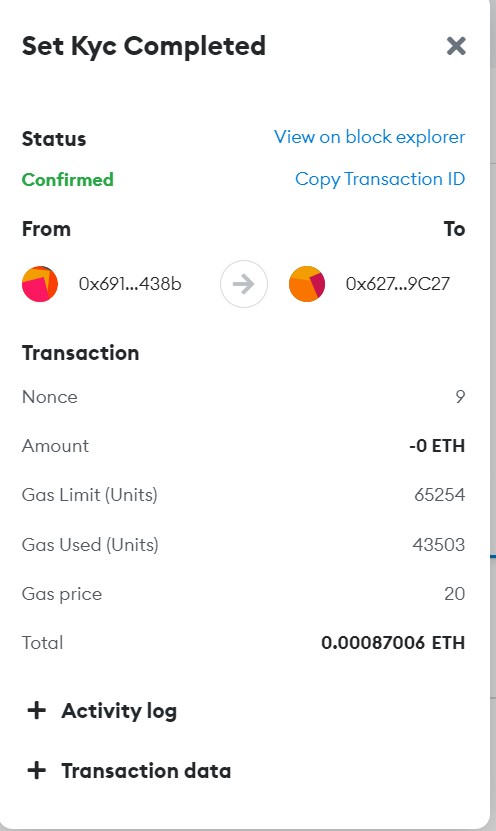 Set Kyc Completed
Status
View on block explorer
Confirmed
Copy Transaction ID
From
To
0x691...438b
0x627...9C27
Transaction
Nonce
9
Amount
-0 ETH
Gas Limit (Units)
65254
Gas Used (Units)
43503
Gas price
20
Total
0.00087006 ETH
Activity log
Transaction data